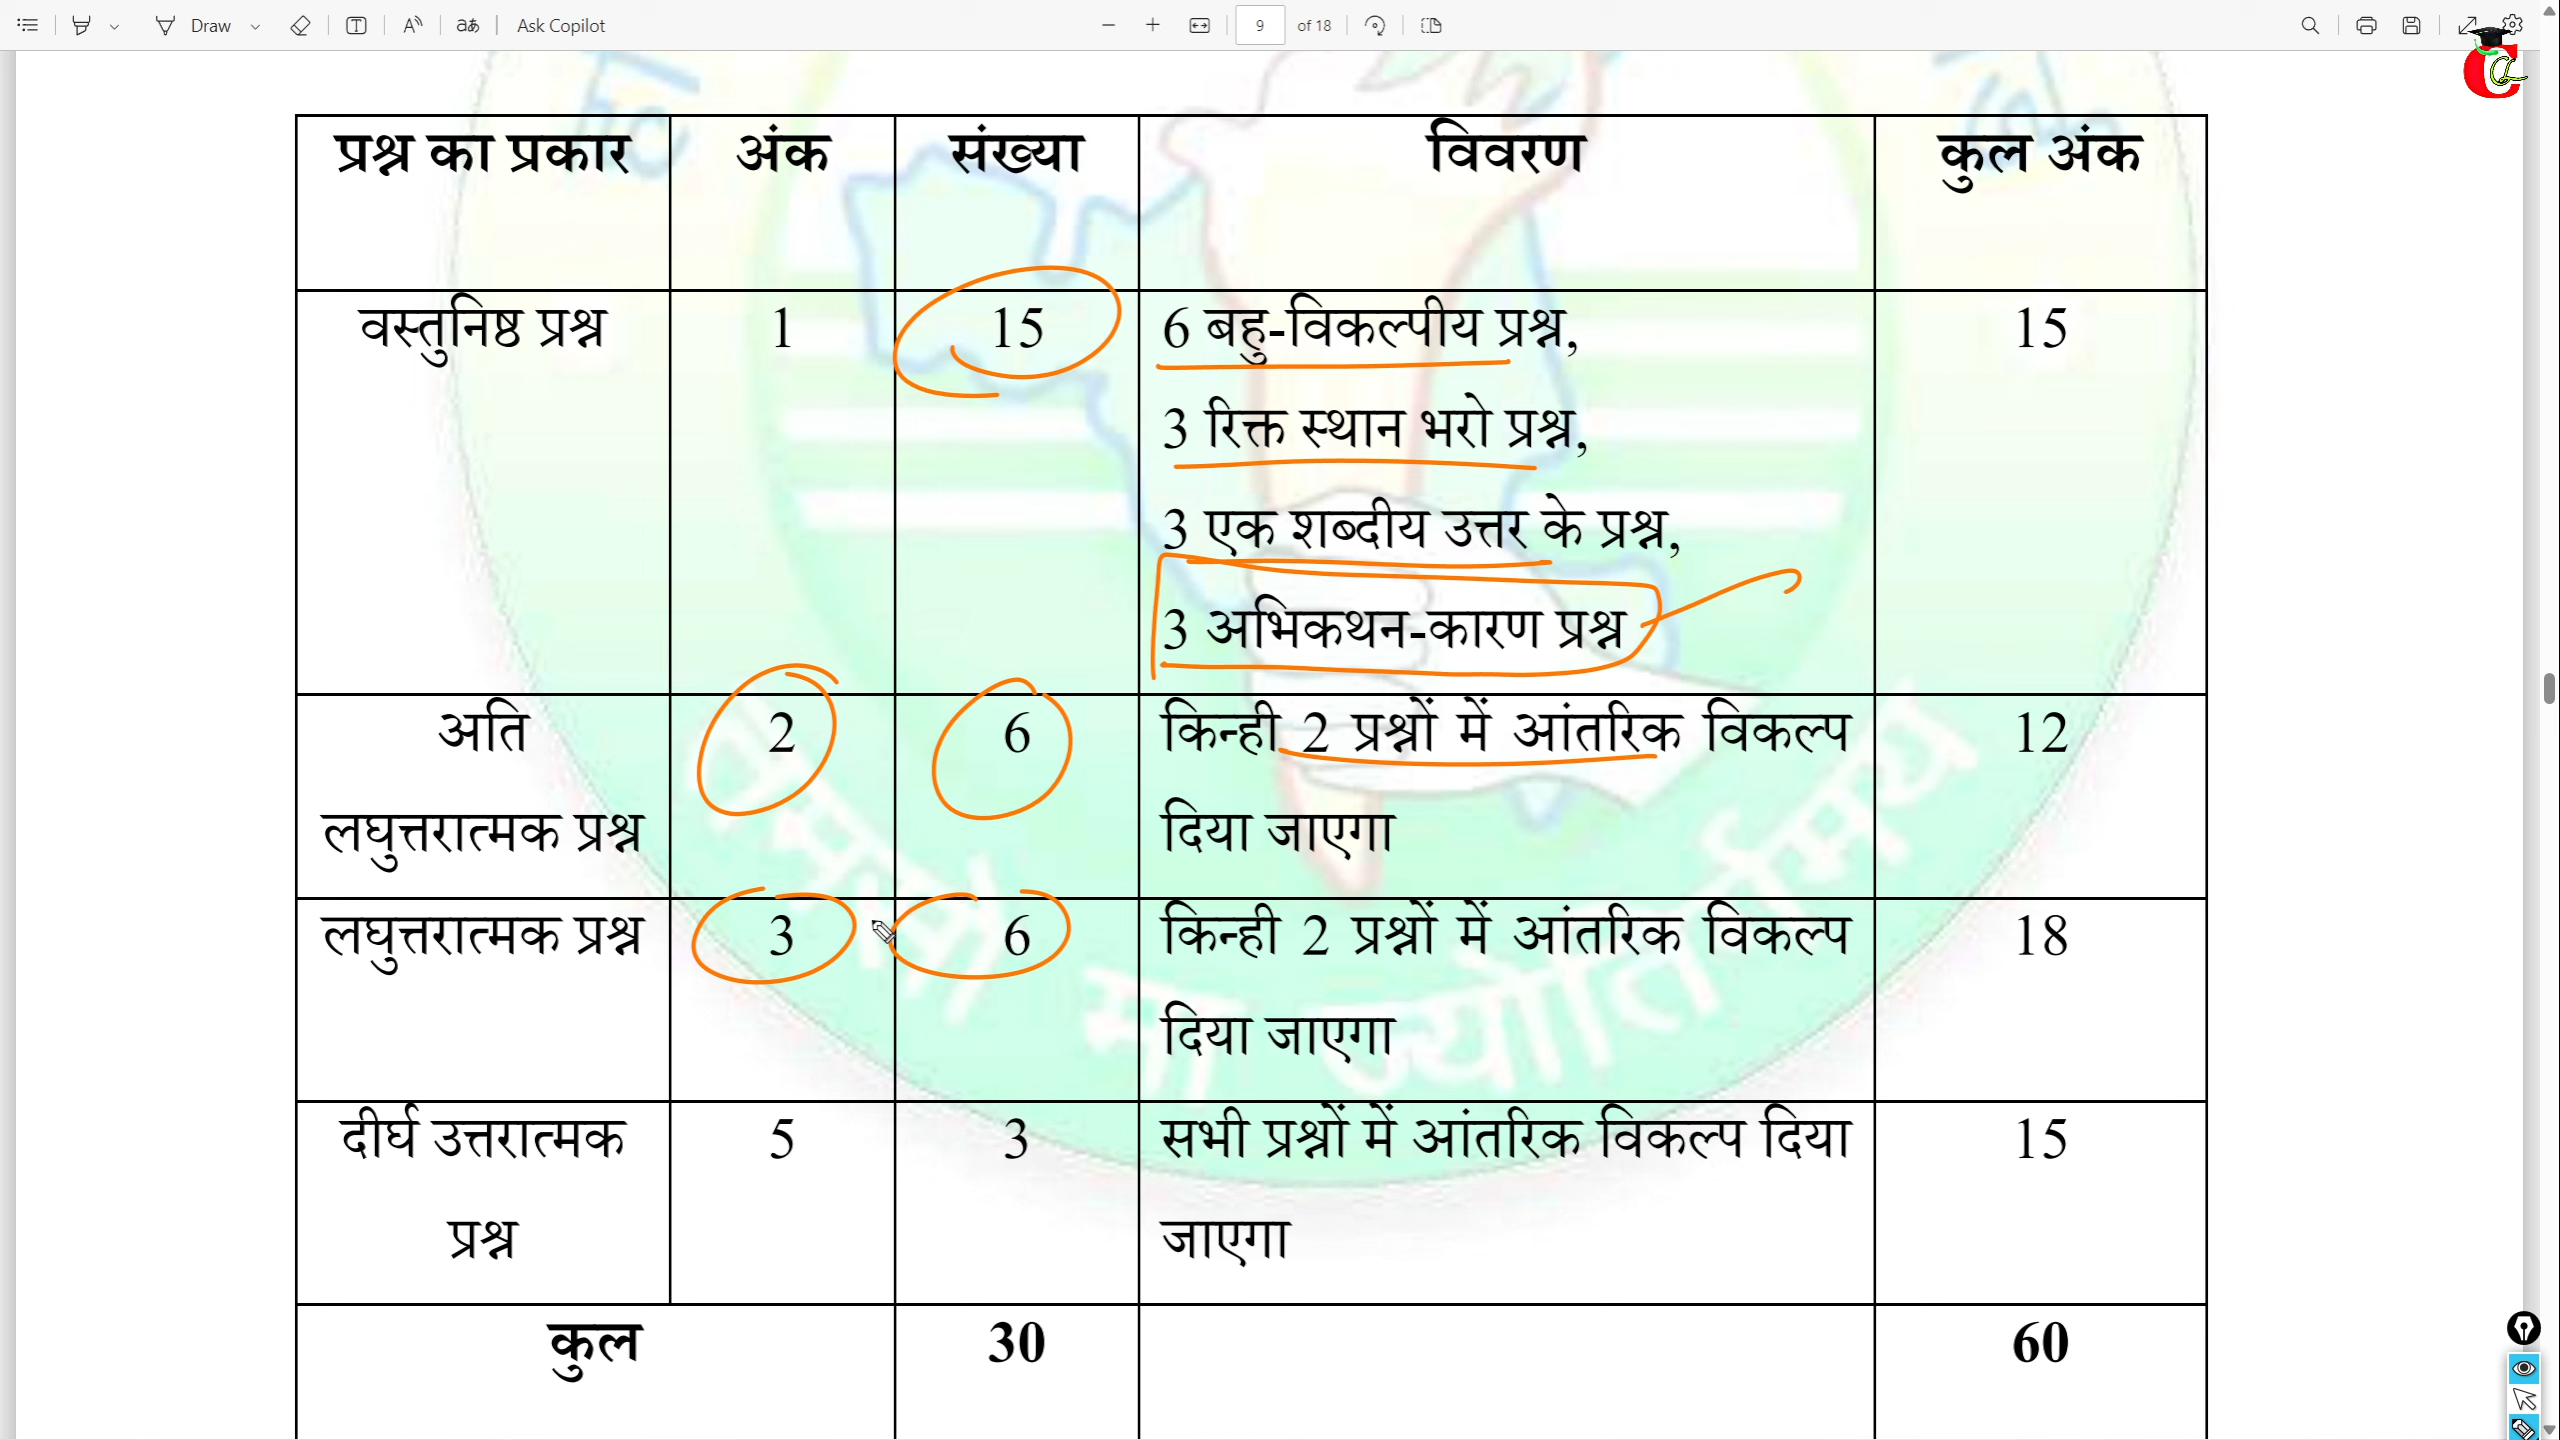 Draw
Ask Copilot
9 of 18
प्रश्न का प्रकार अंक संख्या विवरण कुल अंक
वस्तुनिष्ठ प्रश्न 1 15 6 बहु-विकल्पीय प्रश्न, 15
3 रिक्त स्थान भरो प्रश्न,
3 एक शब्दीय उत्तर के प्रश्न,
3 अभिकथन-कारण प्रश्न
अति 2 6 किन्ही 2 प्रश्नों में आंतरिक विकल्प 12
लघुत्तरात्मक प्रश्न दिया जाएगा
लघुत्तरात्मक प्रश्न 3 6 किन्ही 2 प्रश्नों में आंतरिक विकल्प 18
दिया जाएगा
दीर्घ उत्तरात्मक 5 3 सभी प्रश्नों में आंतरिक विकल्प दिया 15
प्रश्न जाएगा
कुल 30 60